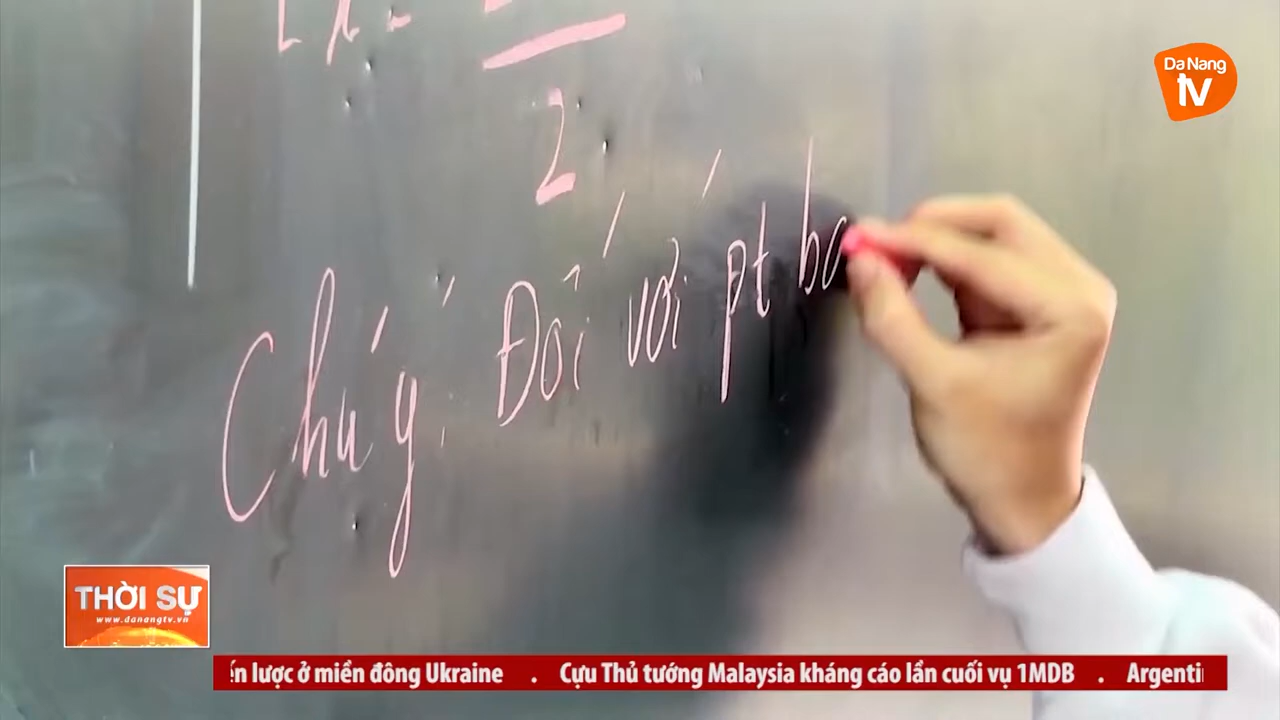 Da Nang
tv
2
Chú ý: Đối với pt ba
THỜI SỰ
www.danangtv.vn
ến lược ở miền đông Ukraine . Cựu Thủ tướng Malaysia kháng cáo lần cuối vụ 1MDB . Argenti